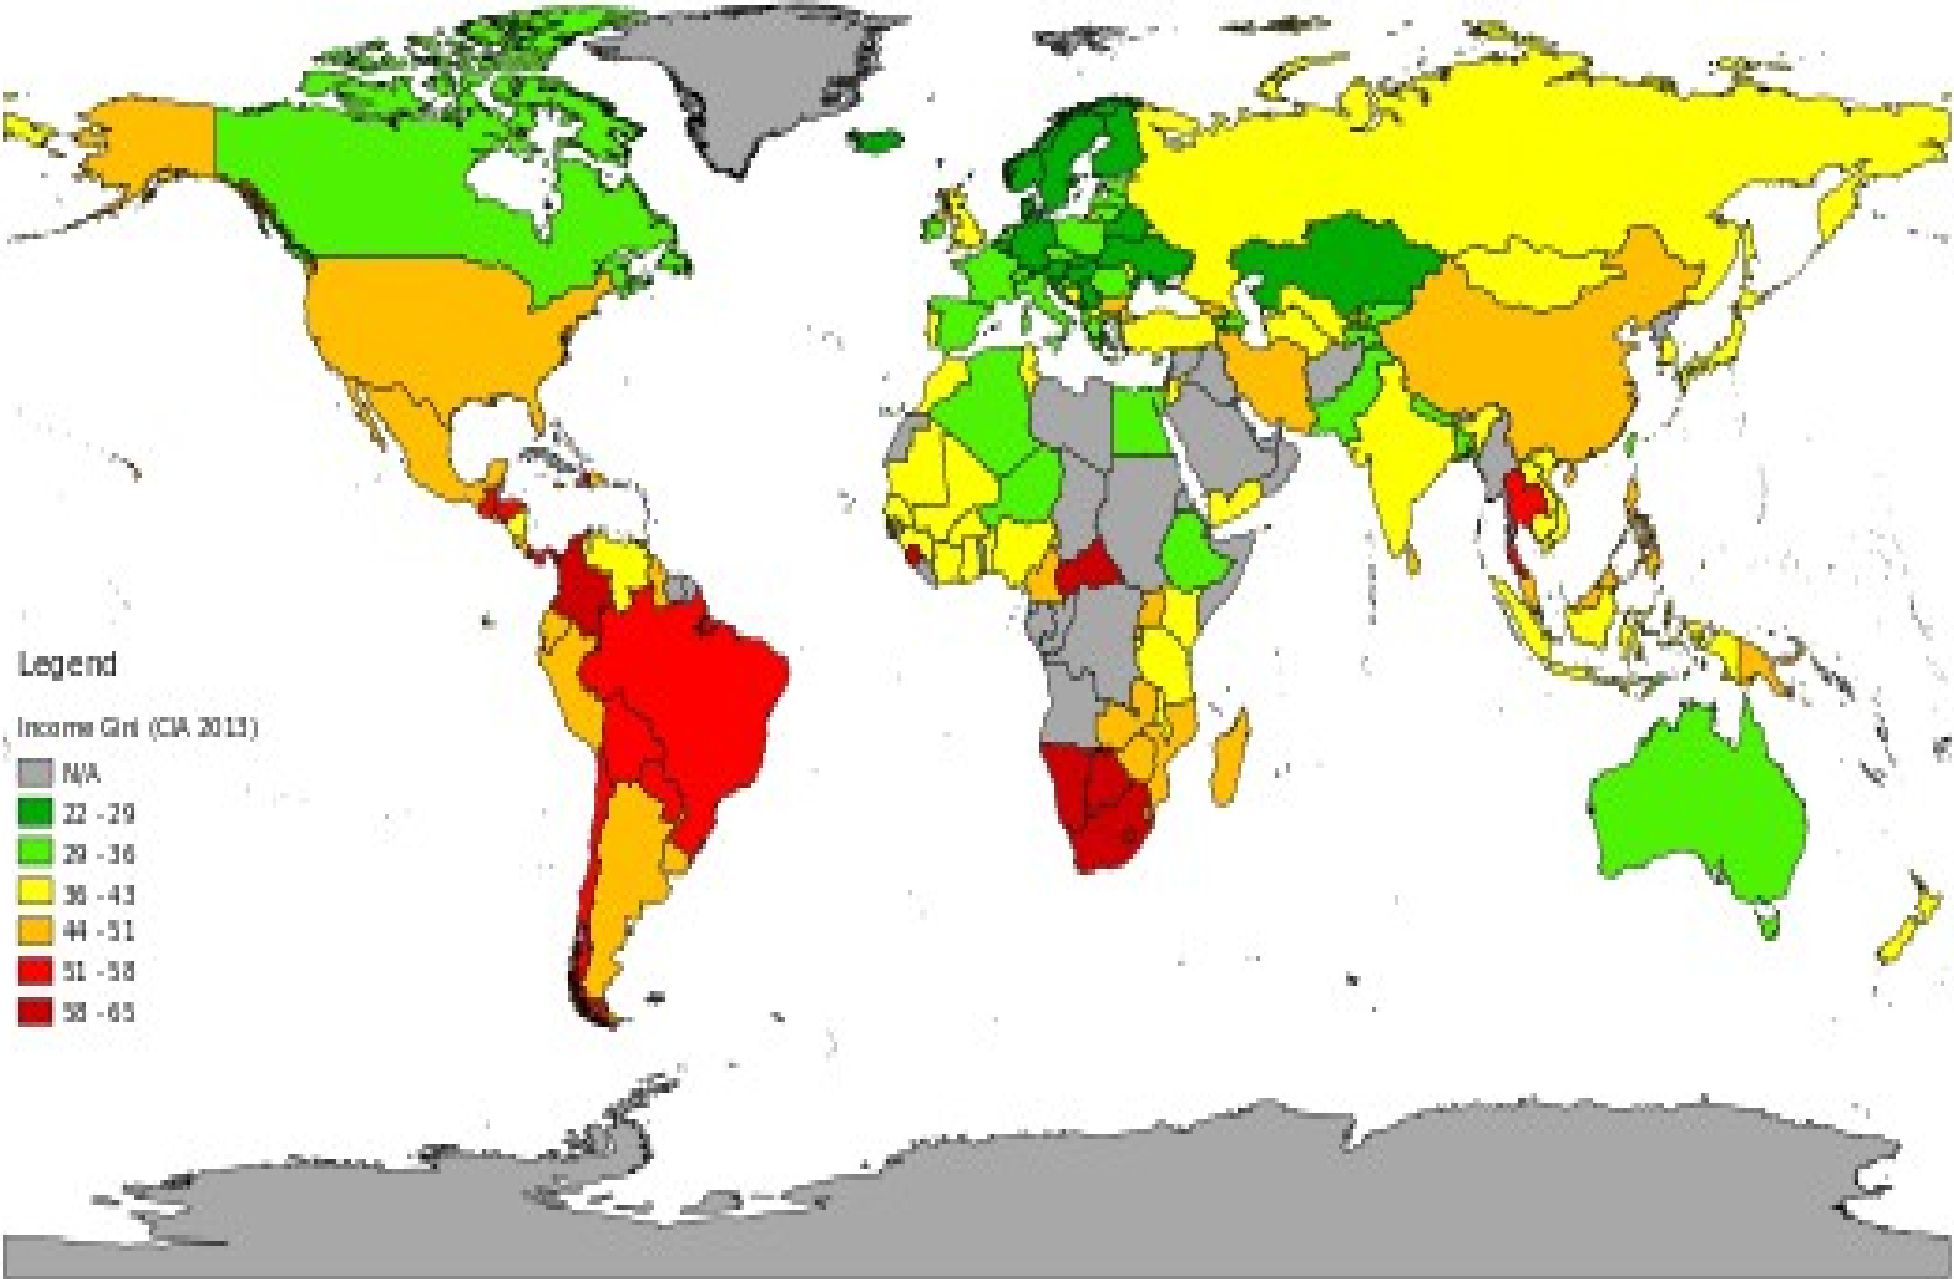 Legend
Income Gini (CIA 2013)
N/A
22 - 29
29 - 36
36 - 43
44 - 51
51 - 58
58 - 65